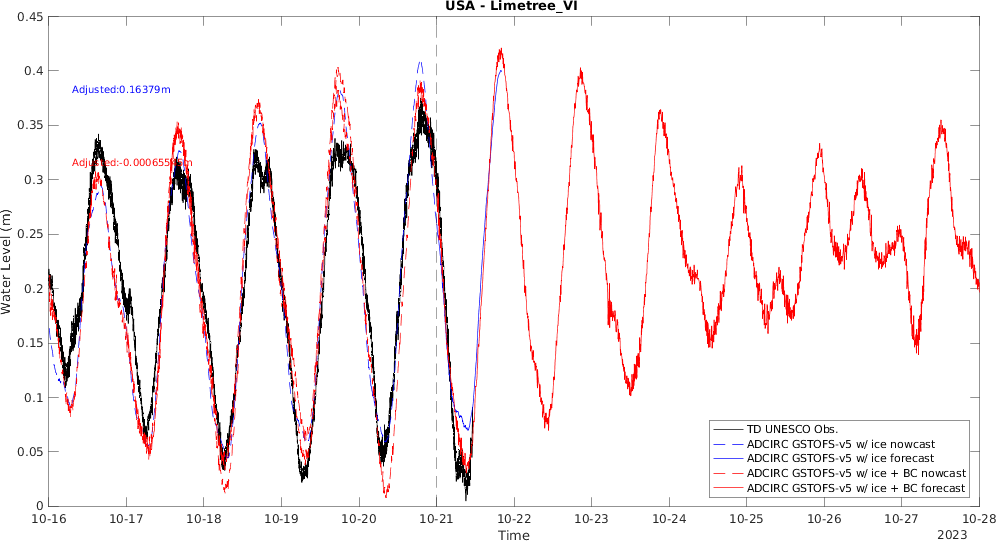 USA - Limetree_VI
0.45
0.4
0.35
0.3
0.25
0.2
0.15
0.1
0.05
0
Water Level (m)
Adjusted:0.16379m
TD UNESCO Obs.
ADCIRC GSTOFS-v5 w/ ice nowcast
ADCIRC GSTOFS-v5 w/ ice forecast
ADCIRC GSTOFS-v5 w/ ice + BC nowcast
ADCIRC GSTOFS-v5 w/ ice + BC forecast
10-16 10-17 10-18 10-19 10-20 10-21 10-22 10-23 10-24 10-25 10-26 10-27 10-28
Time
2023